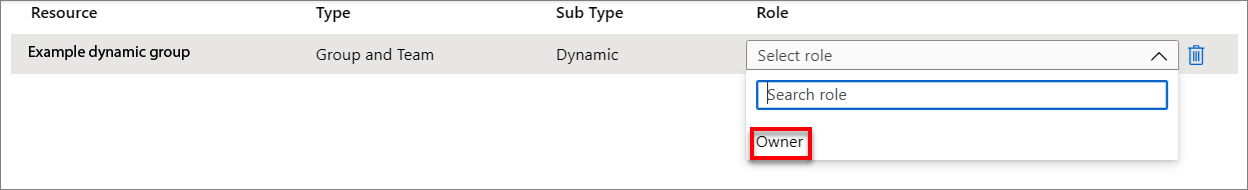 Resource Type Sub Type Role
Example dynamic group Group and Team Dynamic Select role
Search role
Owner